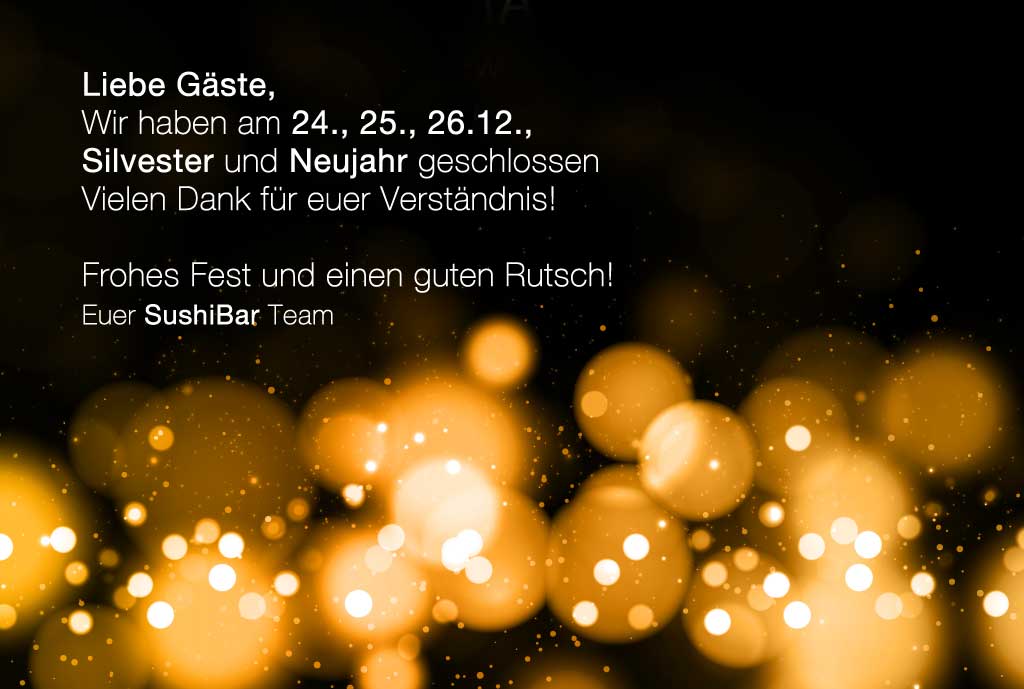 Liebe Gäste,
Wir haben am 24., 25., 26.12.,
Silvester und Neujahr geschlossen
Vielen Dank für euer Verständnis!
Frohes Fest und einen guten Rutsch!
Euer SushiBar Team